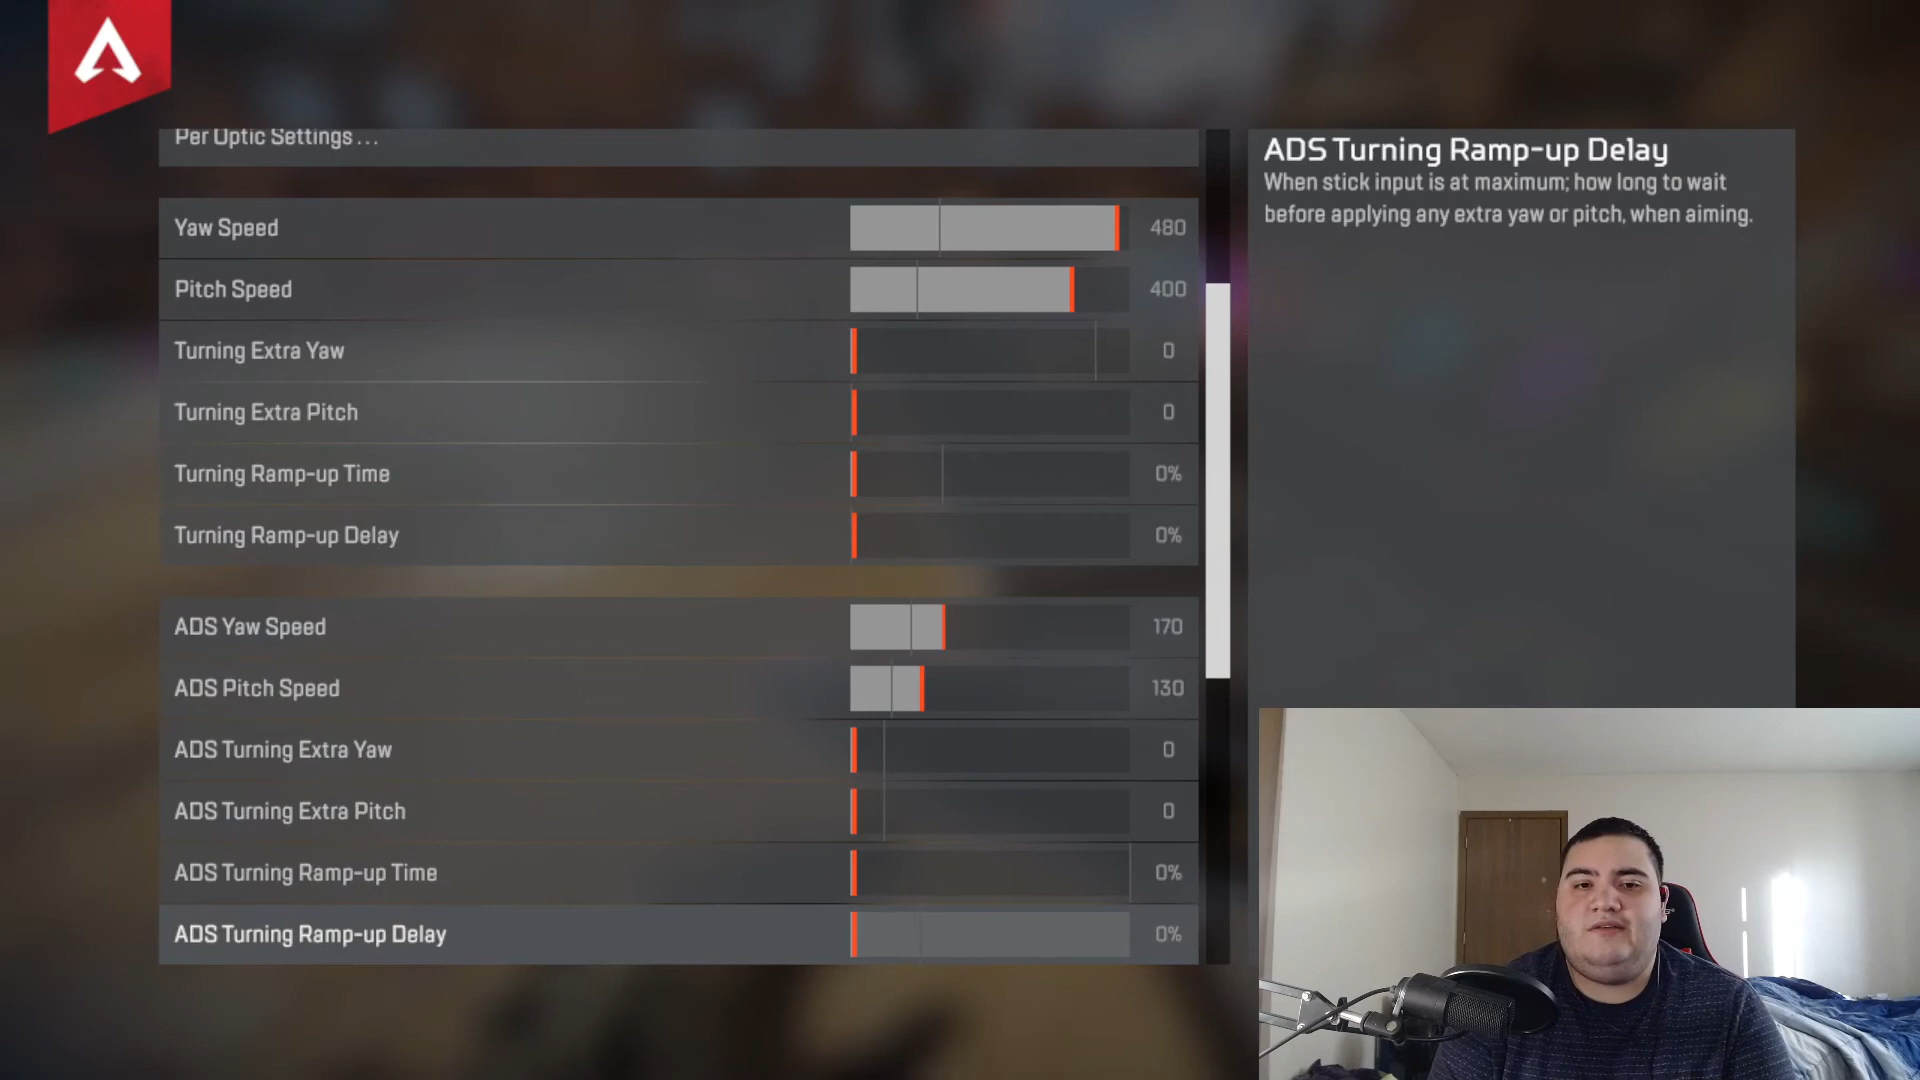 Per Optic Settings...
Yaw Speed 480
Pitch Speed 400
Turning Extra Yaw 0
Turning Extra Pitch 0
Turning Ramp-up Time 0%
Turning Ramp-up Delay 0%
ADS Yaw Speed 170
ADS Pitch Speed 130
ADS Turning Extra Yaw 0
ADS Turning Extra Pitch 0
ADS Turning Ramp-up Time 0%
ADS Turning Ramp-up Delay 0%
ADS Turning Ramp-up Delay
When stick input is at maximum; how long to wait
before applying any extra yaw or pitch, when aiming.